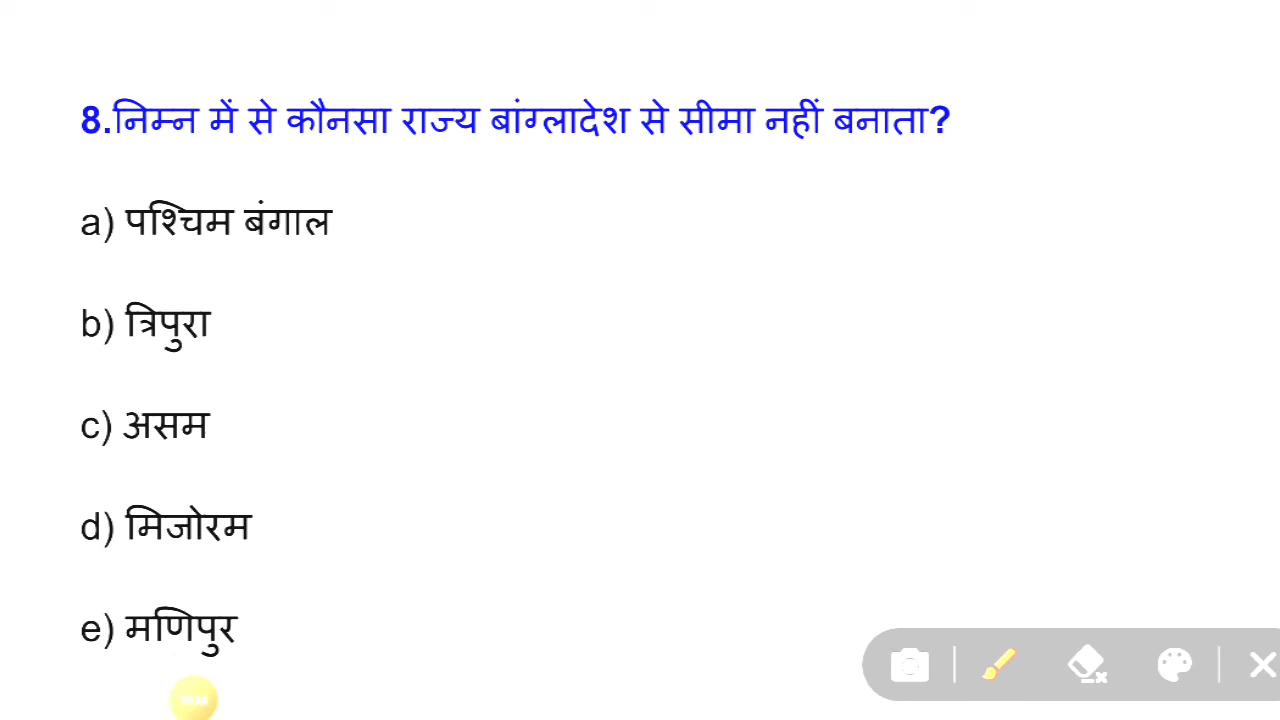 8.निम्न में से कौनसा राज्य बांग्लादेश से सीमा नहीं बनाता?
a) पश्चिम बंगाल
b) त्रिपुरा
c) असम
d) मिजोरम
e) मणिपुर